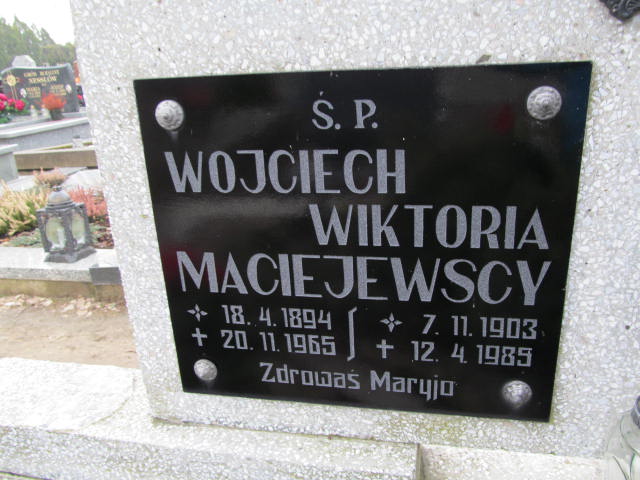 Ś. P.
WOJCIECH
WIKTORIA
MACIEJEWSCY
18. 4. 1894
20. 11. 1965
7. 11. 1903
12. 4. 1985
Zdrowaś Maryjo